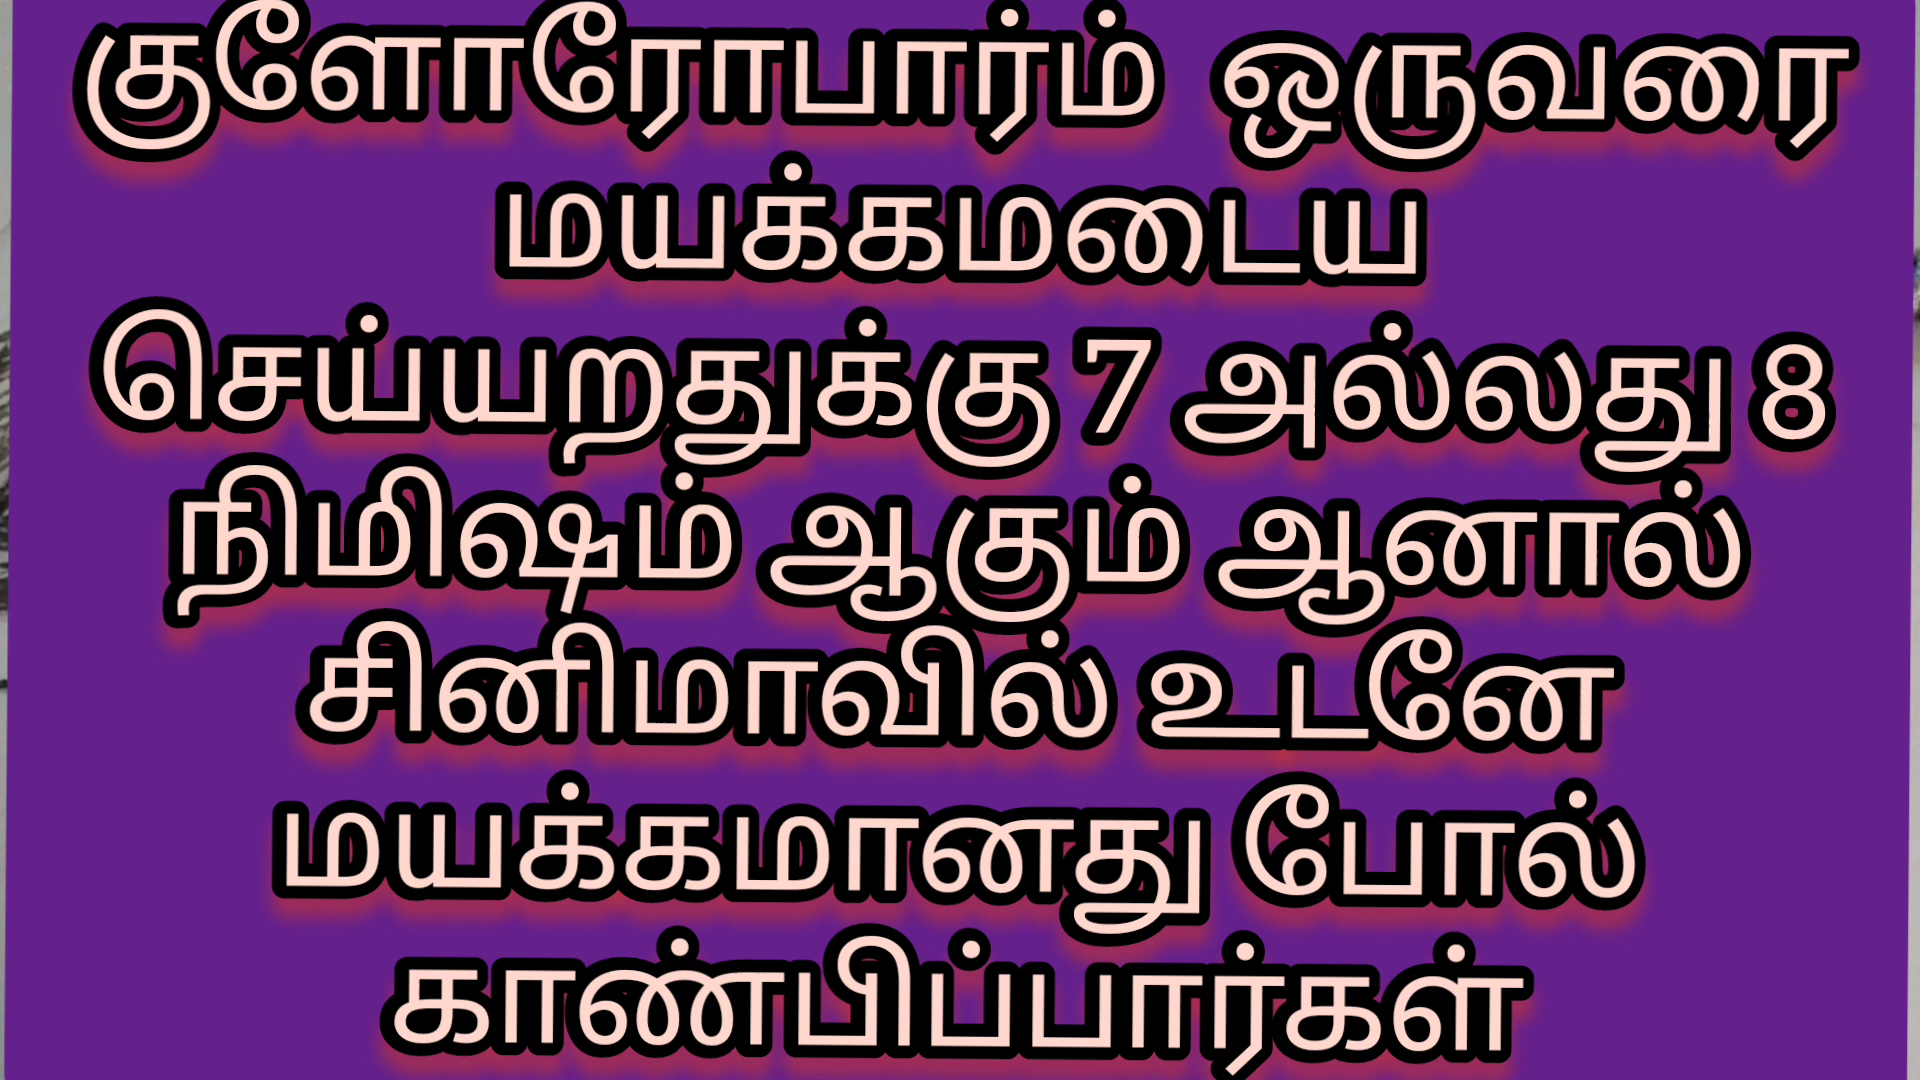 குளோரோபார்ம் ஒருவரை
மயக்கமடைய
செய்யறதுக்கு 7 அல்லது 8
நிமிஷம் ஆகும் ஆனால்
சினிமாவில் உடனே
மயக்கமானது போல்
காண்பிப்பார்கள்